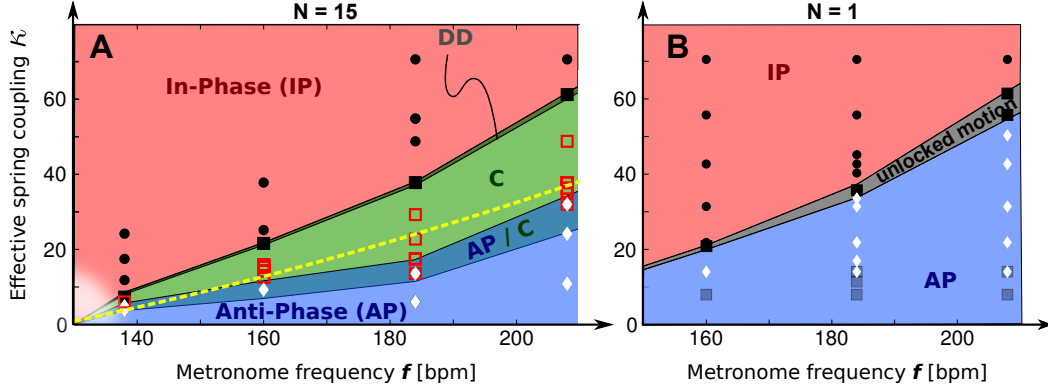 N = 15
N = 1
A
DD
B
In-Phase (IP)
IP
unlocked motion
C
AP / C
Anti-Phase (AP)
AP
Effective spring coupling κ
0
20
40
60
0
20
40
60
140
160
180
200
160
180
200
Metronome frequency f [bpm]
Metronome frequency f [bpm]